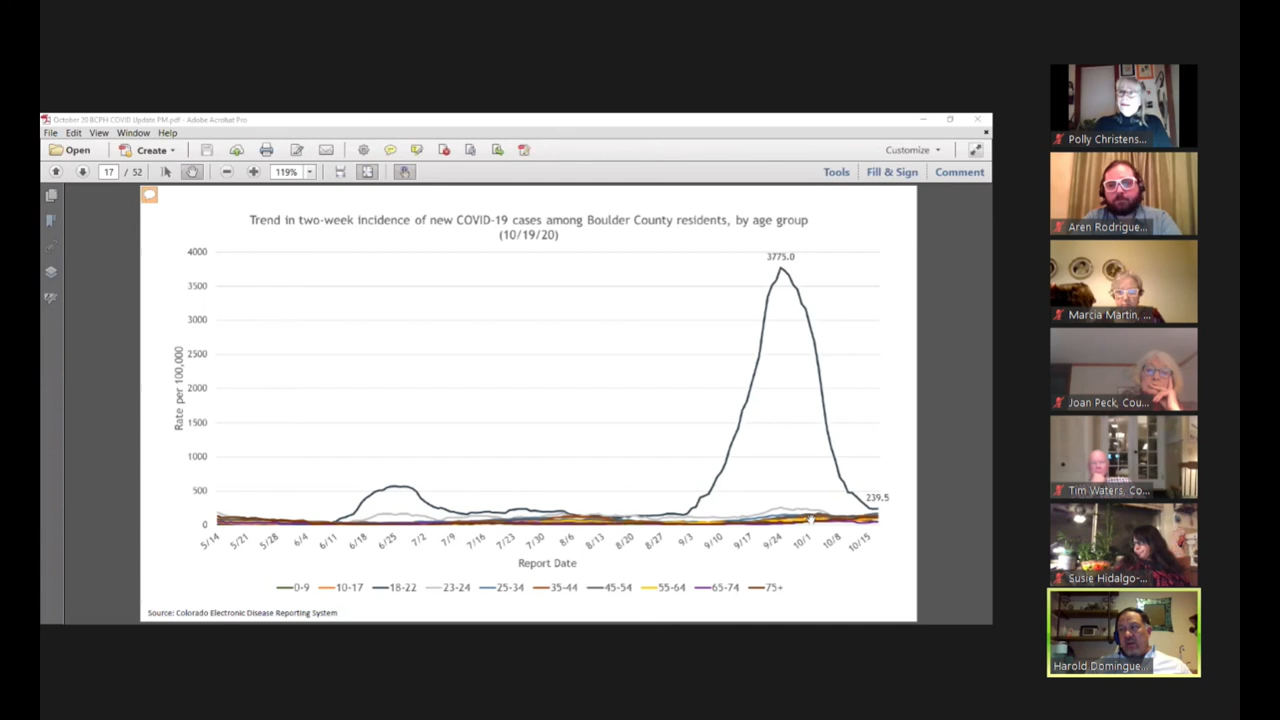 October 20 BCPH COVID Update PM.pdf - Adobe Acrobat Pro
File Edit View Window Help
Open Create Customize
17 / 52 119% Tools Fill & Sign Comment
Trend in two-week incidence of new COVID-19 cases among Boulder County residents, by age group
(10/19/20)
4000
3775.0
3500
3000
2500
2000
1500
1000
500
239.5
0
Rate per 100,000
5/14 5/21 5/28 6/4 6/11 6/18 6/25 7/2 7/9 7/16 7/23 7/30 8/6 8/13 8/20 8/27 9/3 9/10 9/17 9/24 10/1 10/8 10/15
Report Date
0-9 10-17 18-22 23-24 25-34 35-44 45-54 55-64 65-74 75+
Source: Colorado Electronic Disease Reporting System
Polly Christens...
Aren Rodrigue...
Marcia Martin, ...
Joan Peck, Cou...
Tim Waters, Co...
Susie Hidalgo-...
Harold Domingue...